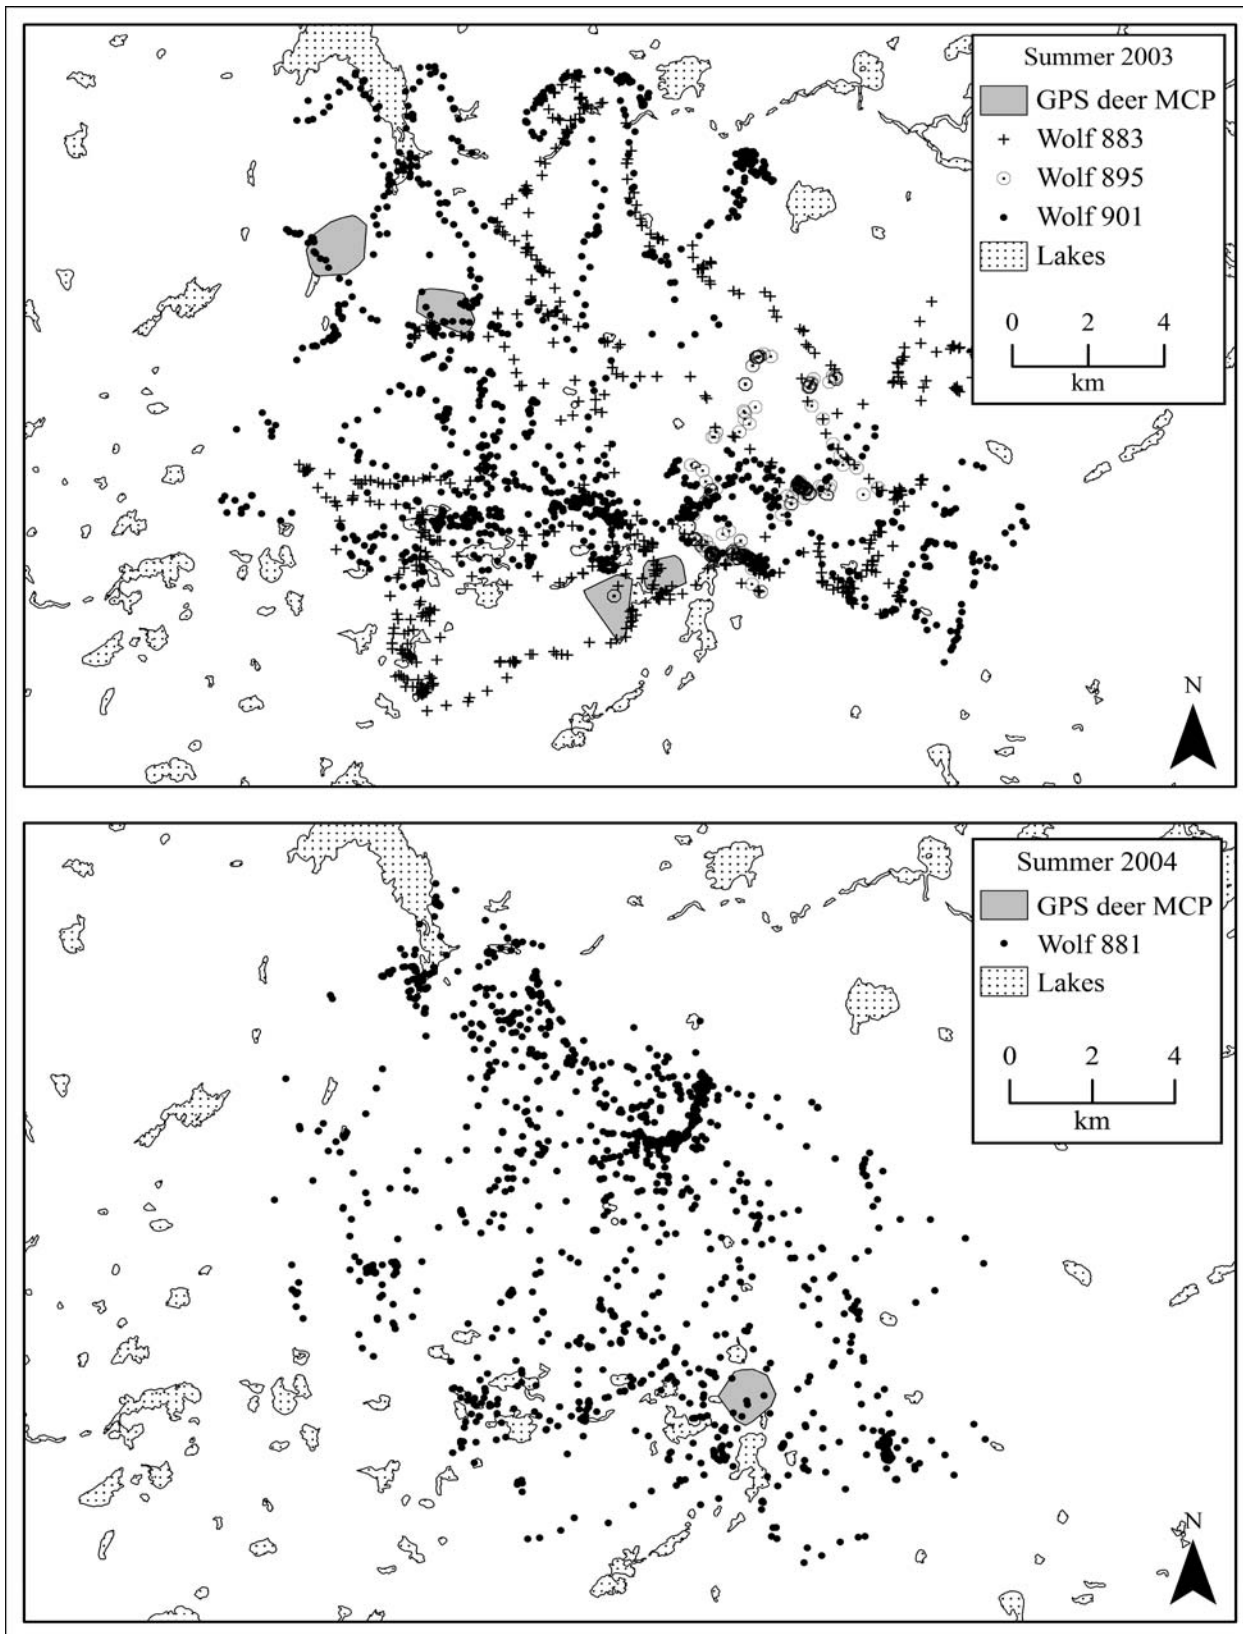 Summer 2003
GPS deer MCP
Wolf 883
Wolf 895
Wolf 901
Lakes
0 2 4
km
N
Summer 2004
GPS deer MCP
Wolf 881
Lakes
0 2 4
km
N